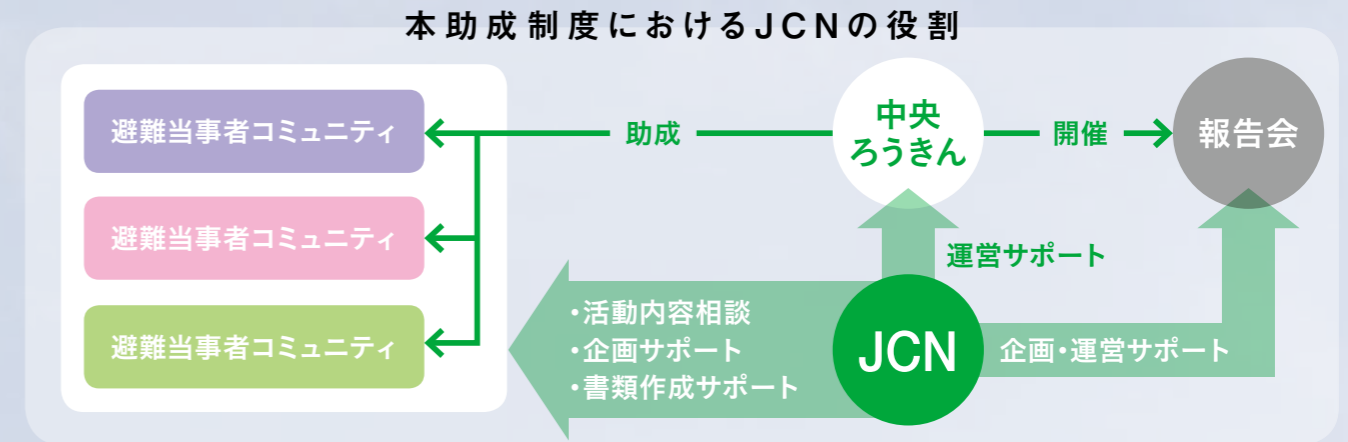 本助成制度におけるJCNの役割
避難当事者コミュニティ
避難当事者コミュニティ
避難当事者コミュニティ
助成
中央
ろうきん
開催
報告会
運営サポート
・活動内容相談
・企画サポート
・書類作成サポート
JCN
企画・運営サポート